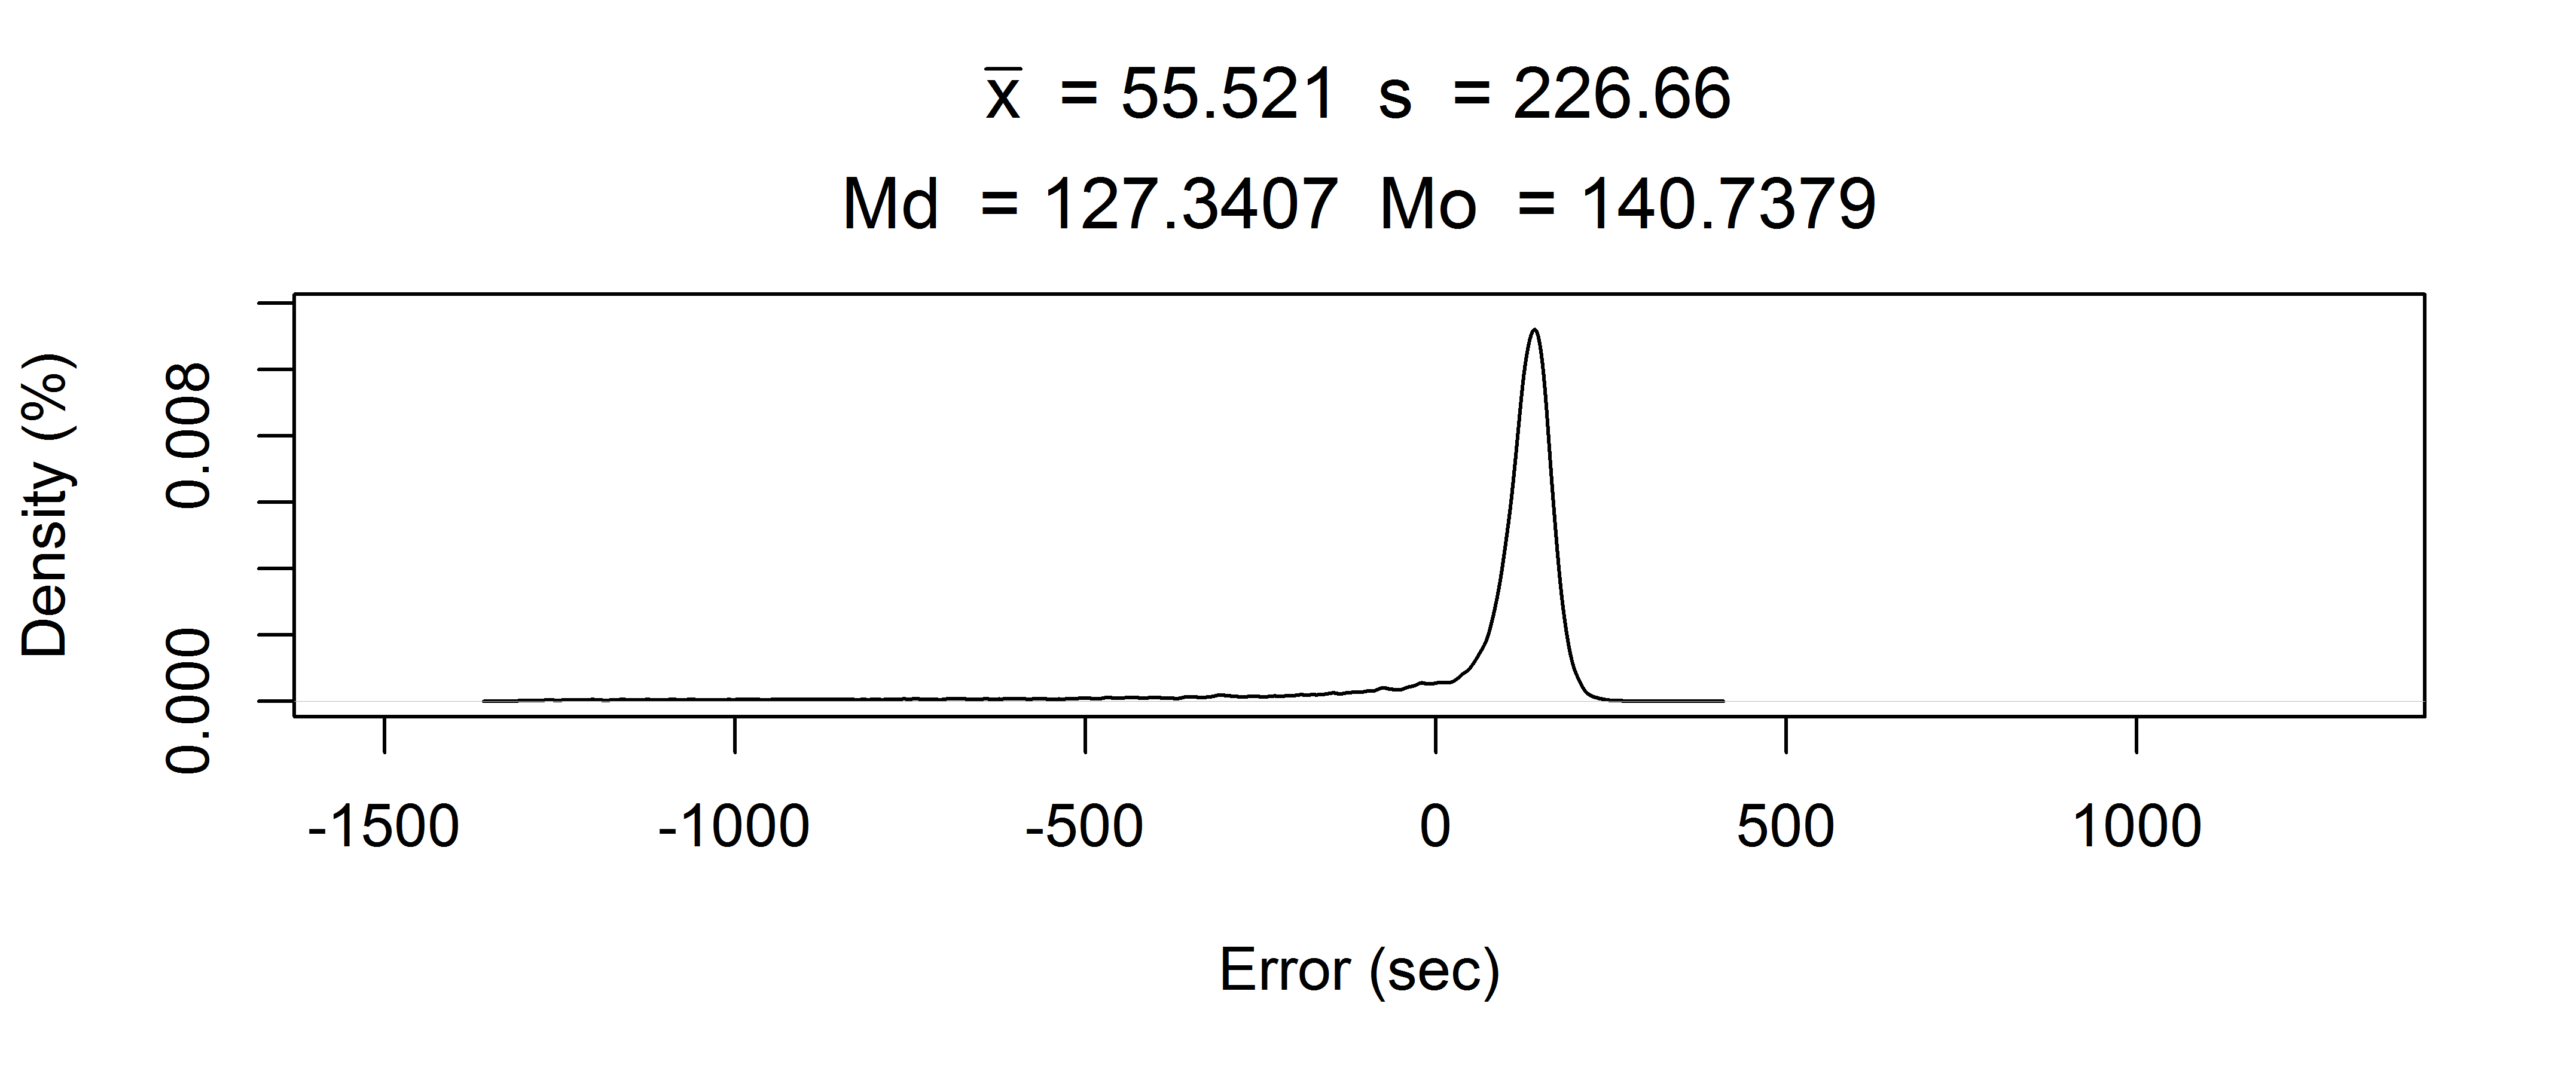 x̅ = 55.521 s = 226.66
Md = 127.3407 Mo = 140.7379
Density (%)
0.008
0.000
-1500 -1000 -500 0 500 1000
Error (sec)